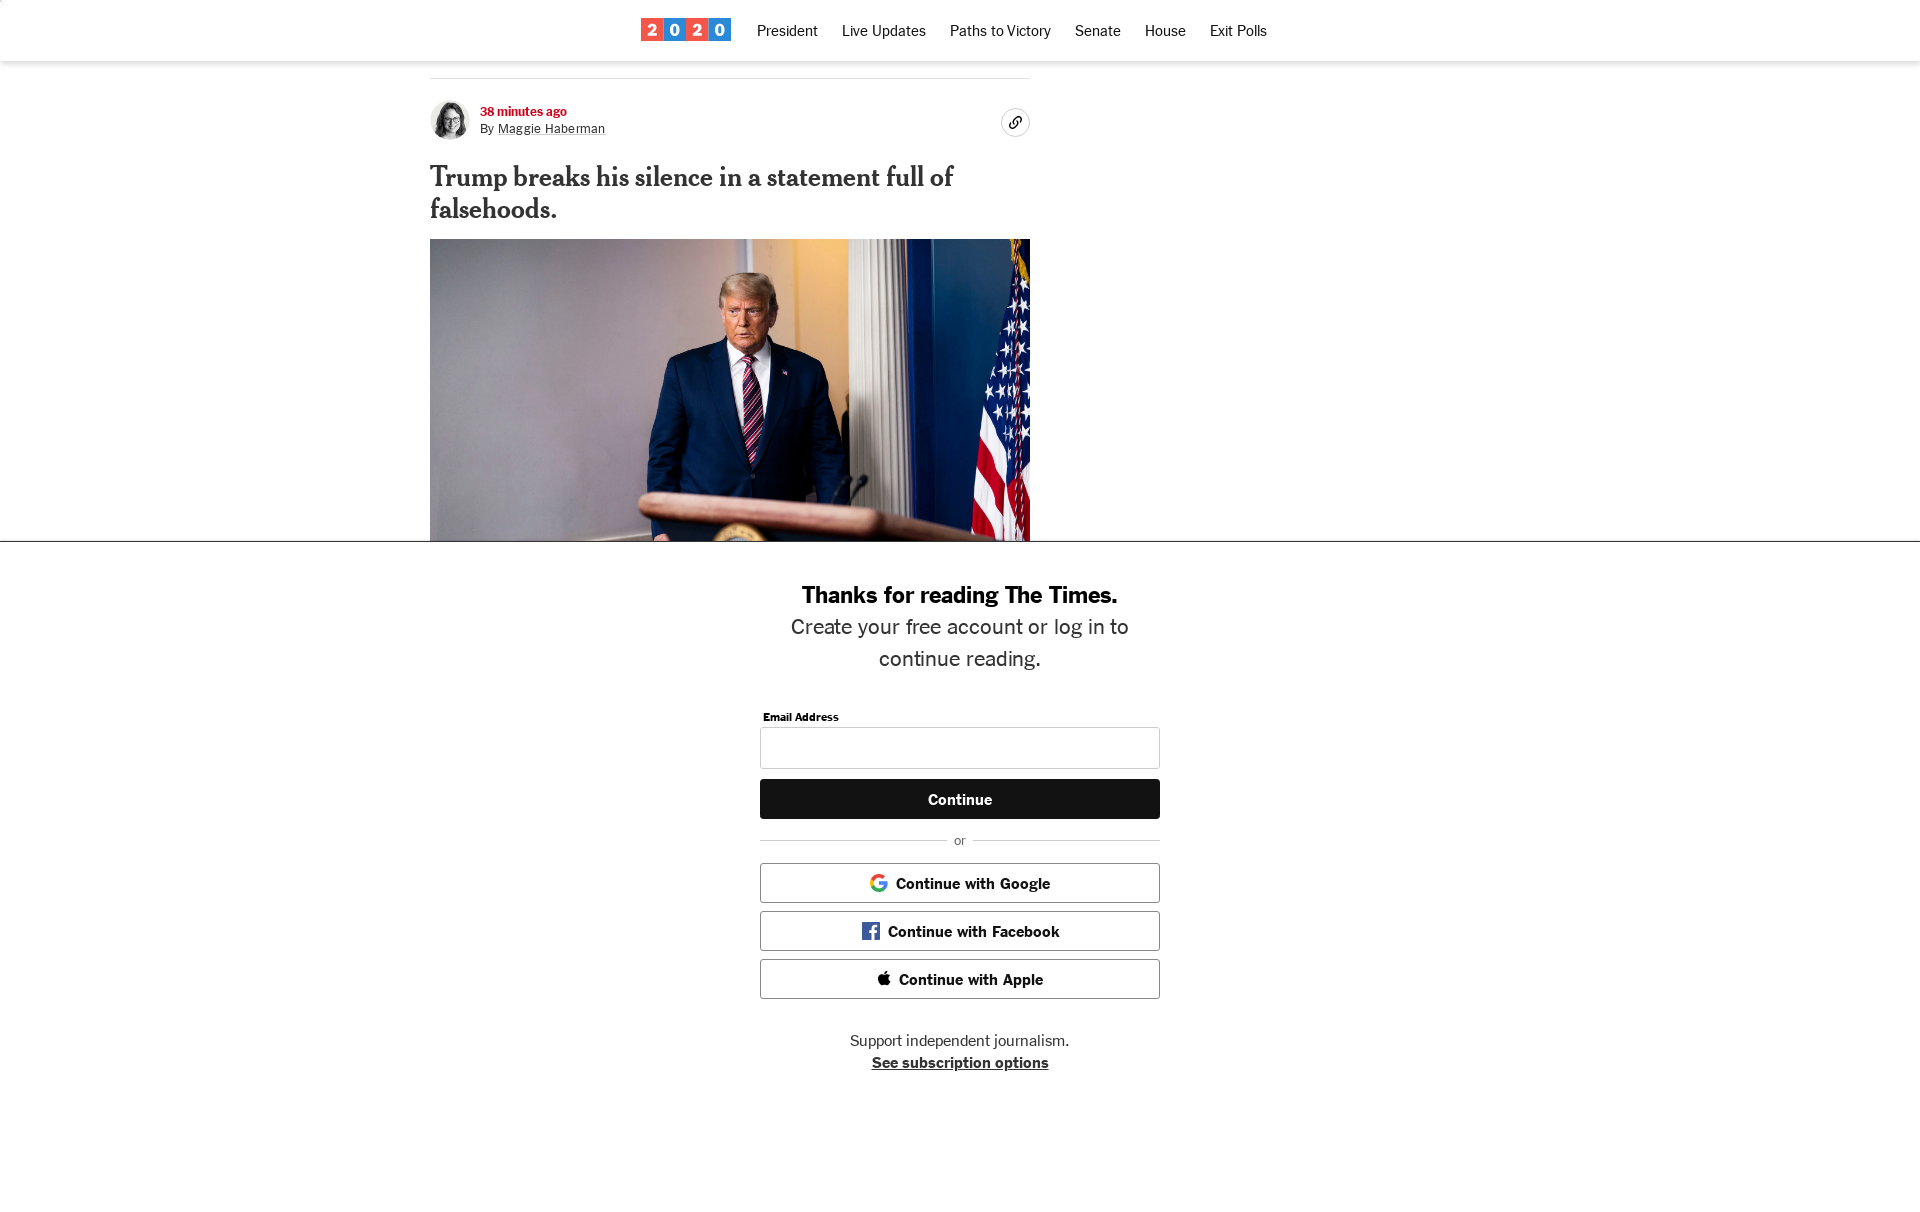 2020 President Live Updates Paths to Victory Senate House Exit Polls
38 minutes ago
By Maggie Haberman
Trump breaks his silence in a statement full of
falsehoods.
Thanks for reading The Times.
Create your free account or log in to
continue reading.
Email Address
Continue
or
Continue with Google
Continue with Facebook
Continue with Apple
Support independent journalism.
See subscription options